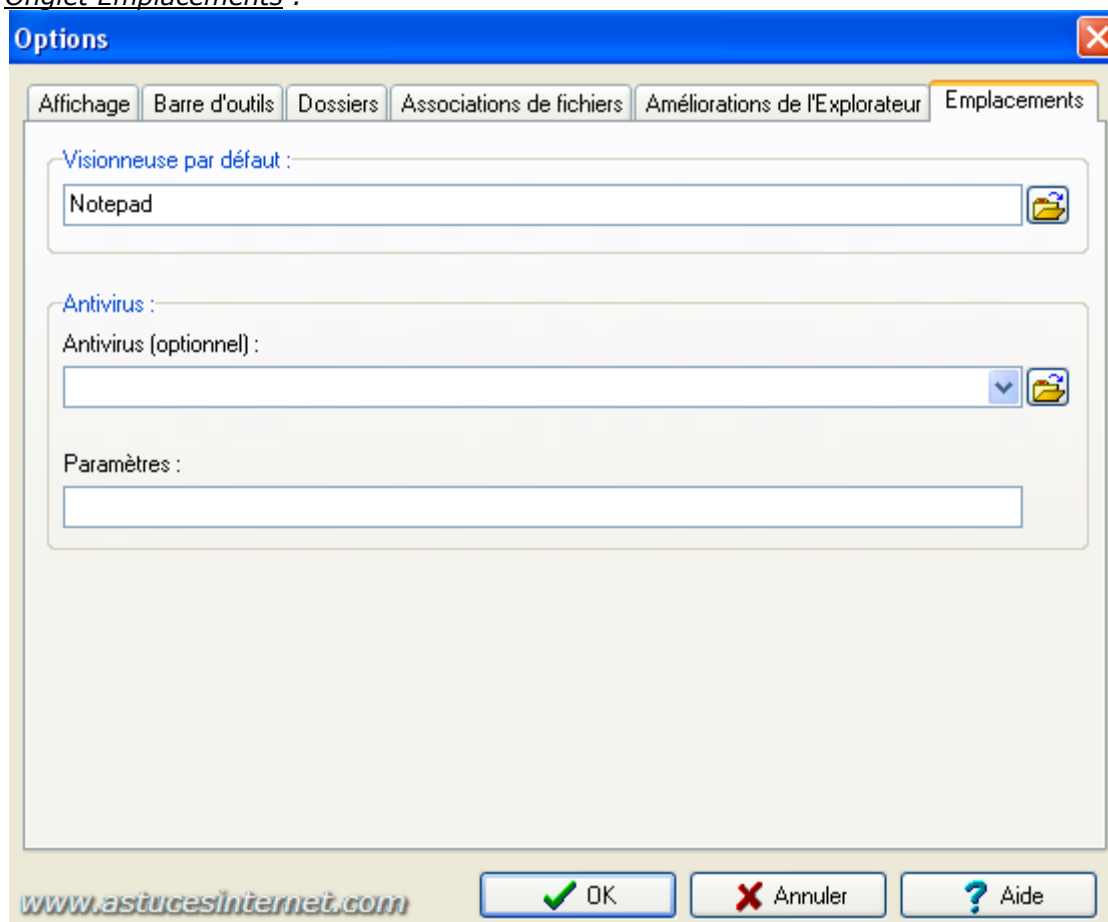 Onglet Emplacements :
Options
Affichage Barre d'outils Dossiers Associations de fichiers Améliorations de l'Explorateur Emplacements
Visionneuse par défaut :
Notepad
Antivirus :
Antivirus (optionnel) :
Paramètres :
www.astucesinternet.com
OK Annuler Aide